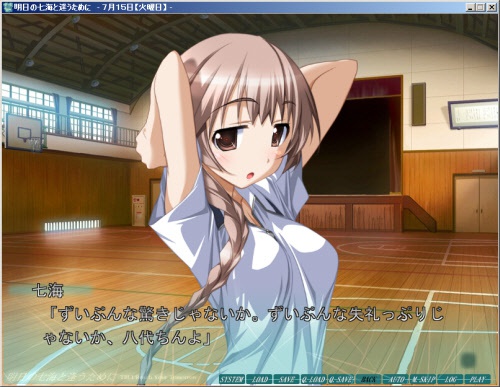 明日の七海と逢うために - 7月15日【火曜日】-
七海
「ずいぶんな驚きじゃないか。ずいぶんな失礼っぷりじ
ゃないか、八代ちんよ」
SYSTEM LOAD SAVE Q-LOAD Q-SAVE BACK AUTO M-SKIP LOG PLAY